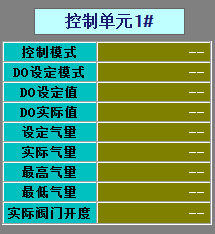 控制单元1#
控制模式 --
DO设定模式 --
DO设定值 --
DO实际值 --
设定气量 --
实际气量 --
最高气量 --
最低气量 --
实际阀门开度 --